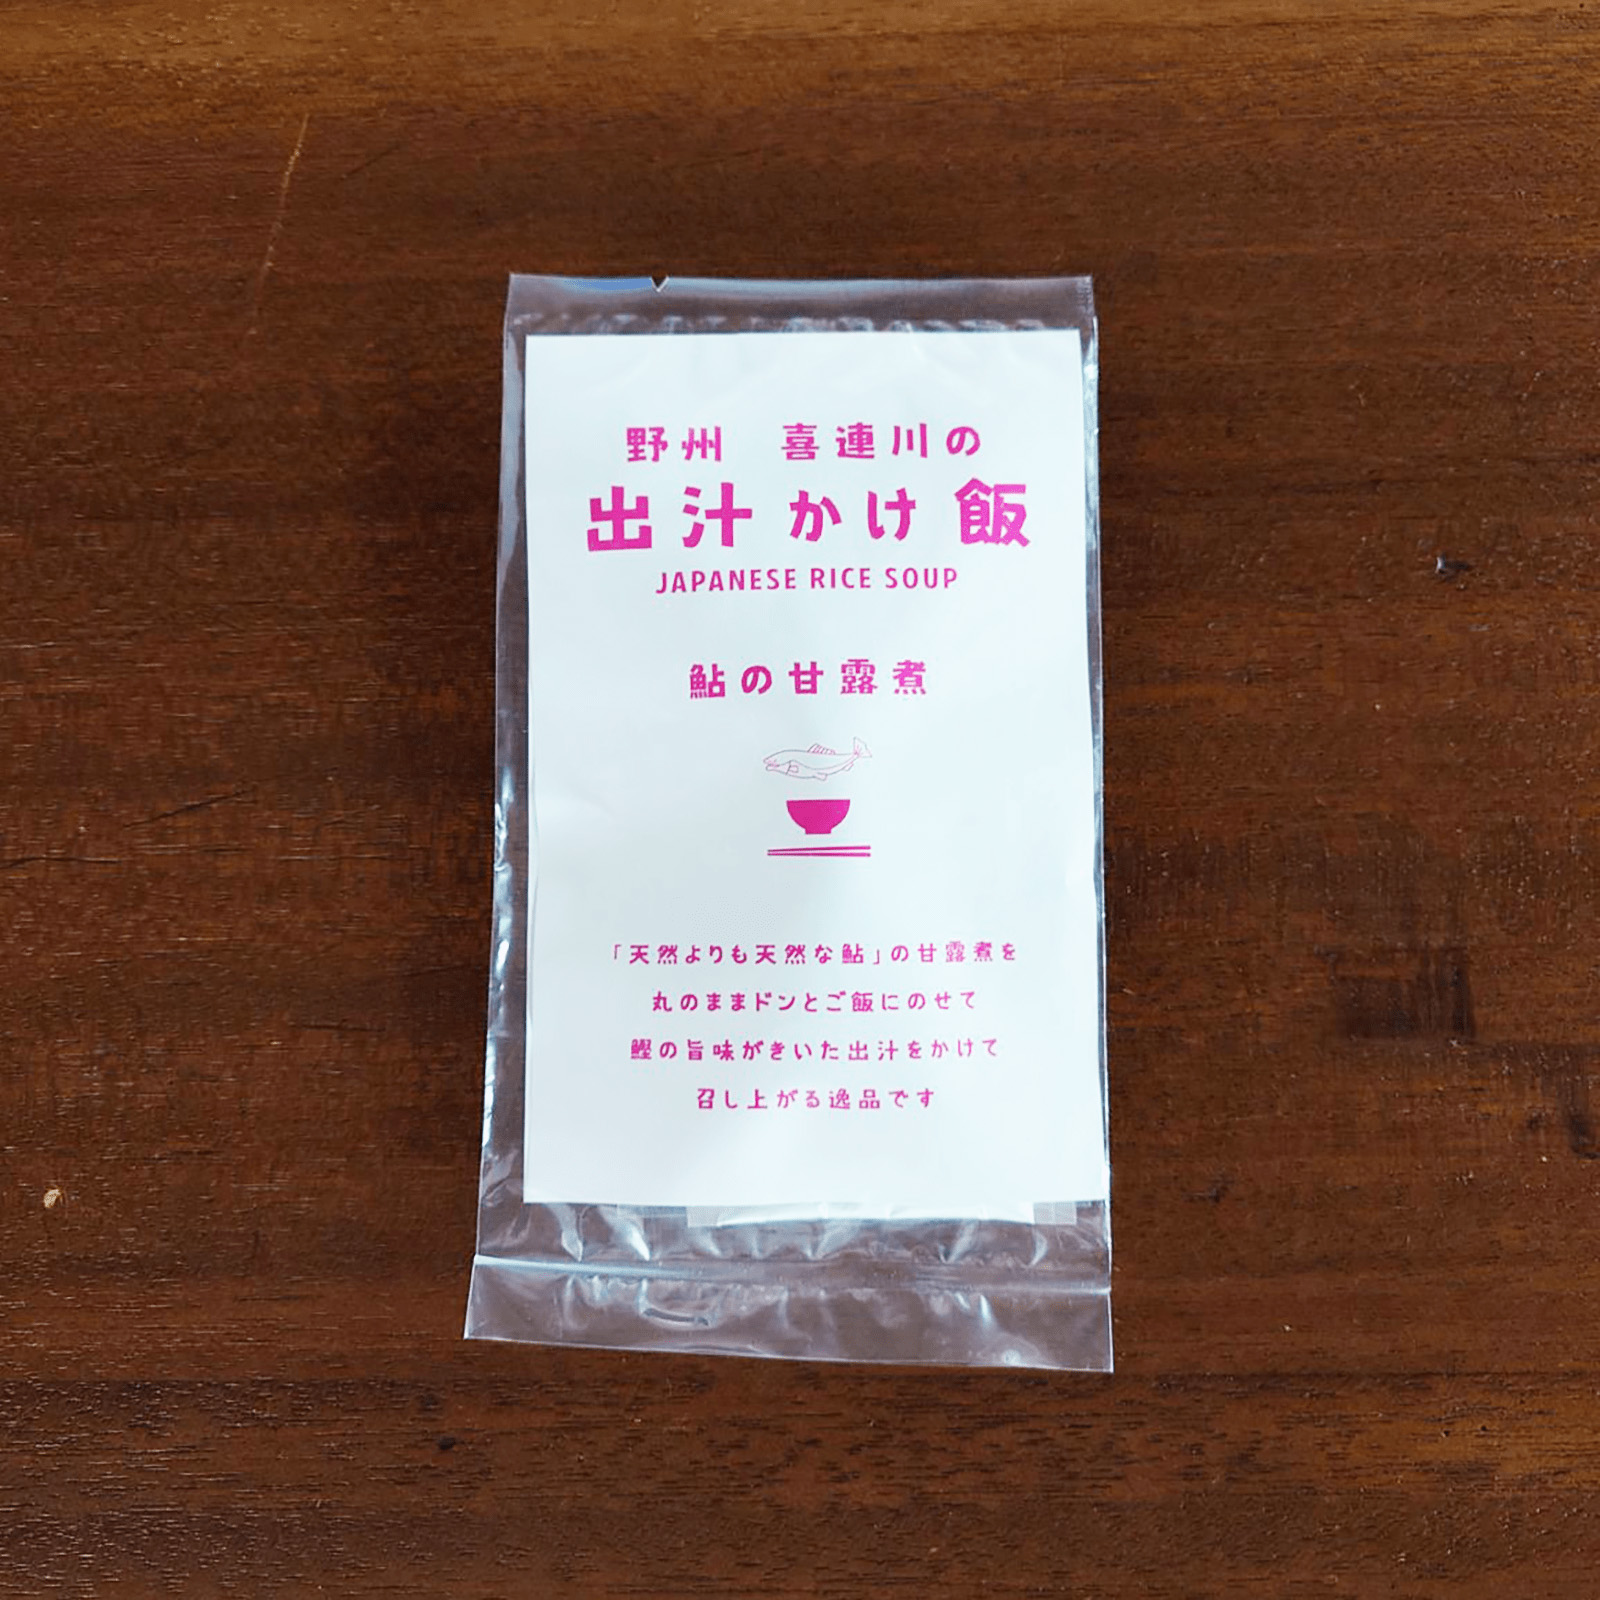 野州　喜連川の
出汁かけ飯
JAPANESE RICE SOUP
鮎の甘露煮
「天然よりも天然な鮎」の甘露煮を
丸のままドンとご飯にのせて
鰹の旨味がきいた出汁をかけて
召し上がる逸品です